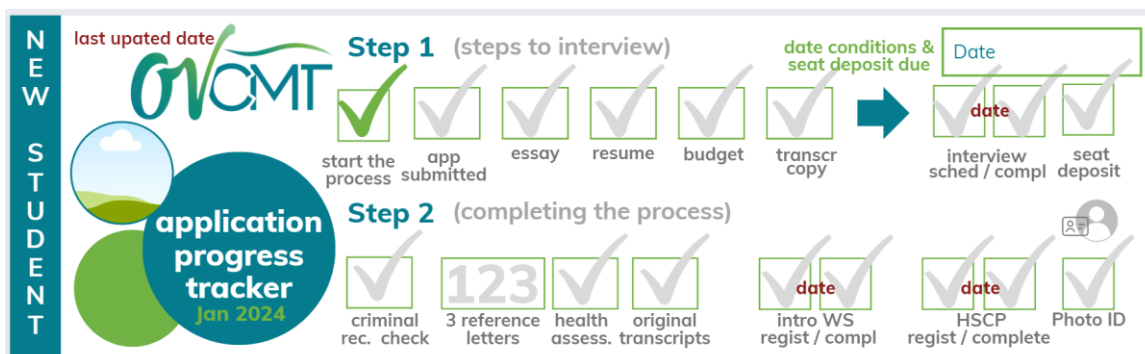 NEW STUDENT
last upated date
OVCMT
application
progress
tracker
Jan 2024
Step 1 (steps to interview)
date conditions &
seat deposit due
Date
start the
process
app
submitted
essay
resume
budget
transcr
copy
date
interview
sched / compl
seat
deposit
Step 2 (completing the process)
criminal
rec. check
123
3 reference
letters
health
assess.
original
transcripts
date
intro WS
regist / compl
date
HSCP
regist / complete
Photo ID